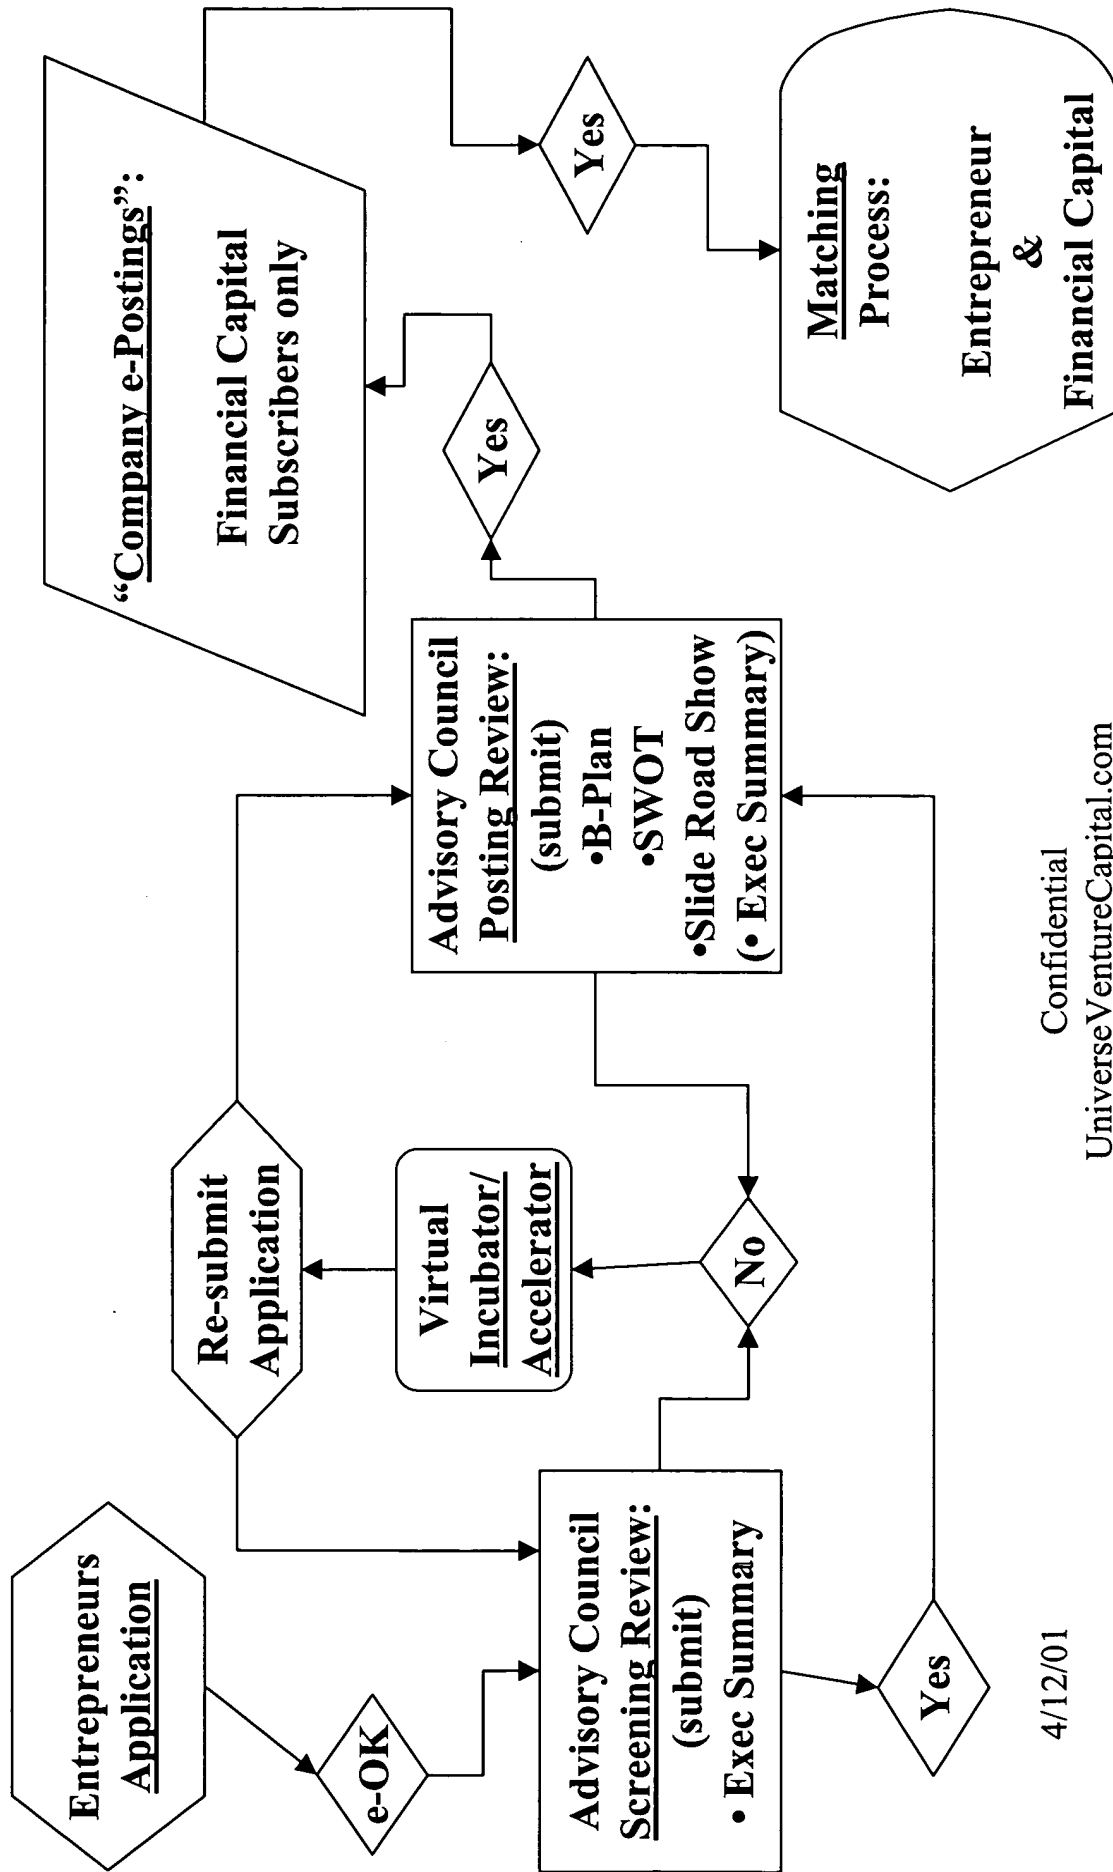 Entrepreneurs
Application
e-OK
Advisory Council
Screening Review:
(submit)
• Exec Summary
Yes
No
Virtual
Incubator/
Accelerator
Re-submit
Application
Advisory Council
Posting Review:
(submit)
•B-Plan
•SWOT
•Slide Road Show
(• Exec Summary)
Yes
“Company e-Postings”:
Financial Capital
Subscribers only
Yes
Matching
Process:
Entrepreneur
&
Financial Capital
4/12/01
Confidential
UniverseVentureCapital.com